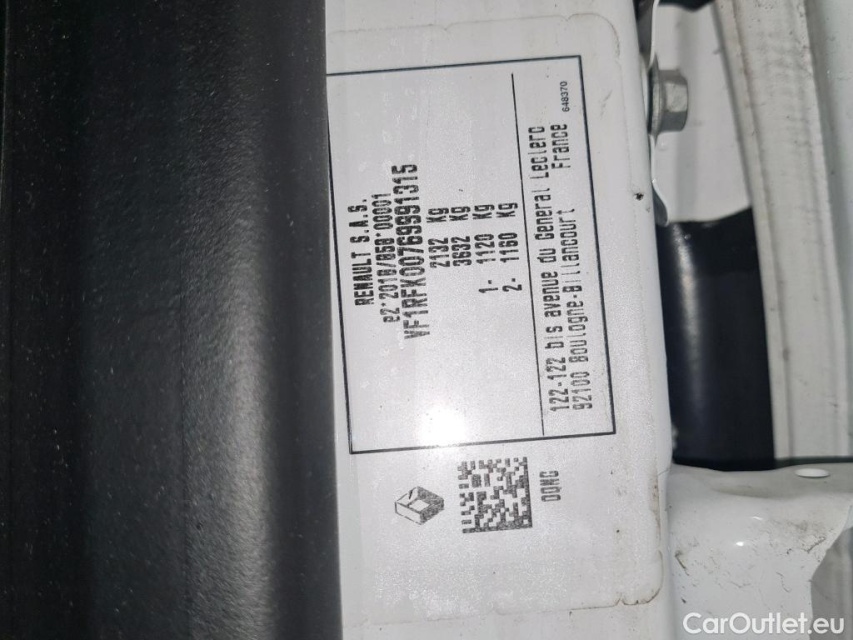 RENAULT S.A.S.
e2*2018/858*00001
VF1RFK00769991315
2132 Kg
3632 Kg
1- 1120 Kg
2- 1160 Kg
122-122 bis avenue du General Leclerc
92100 Boulogne-Billancourt France
648370
CarOutlet.eu